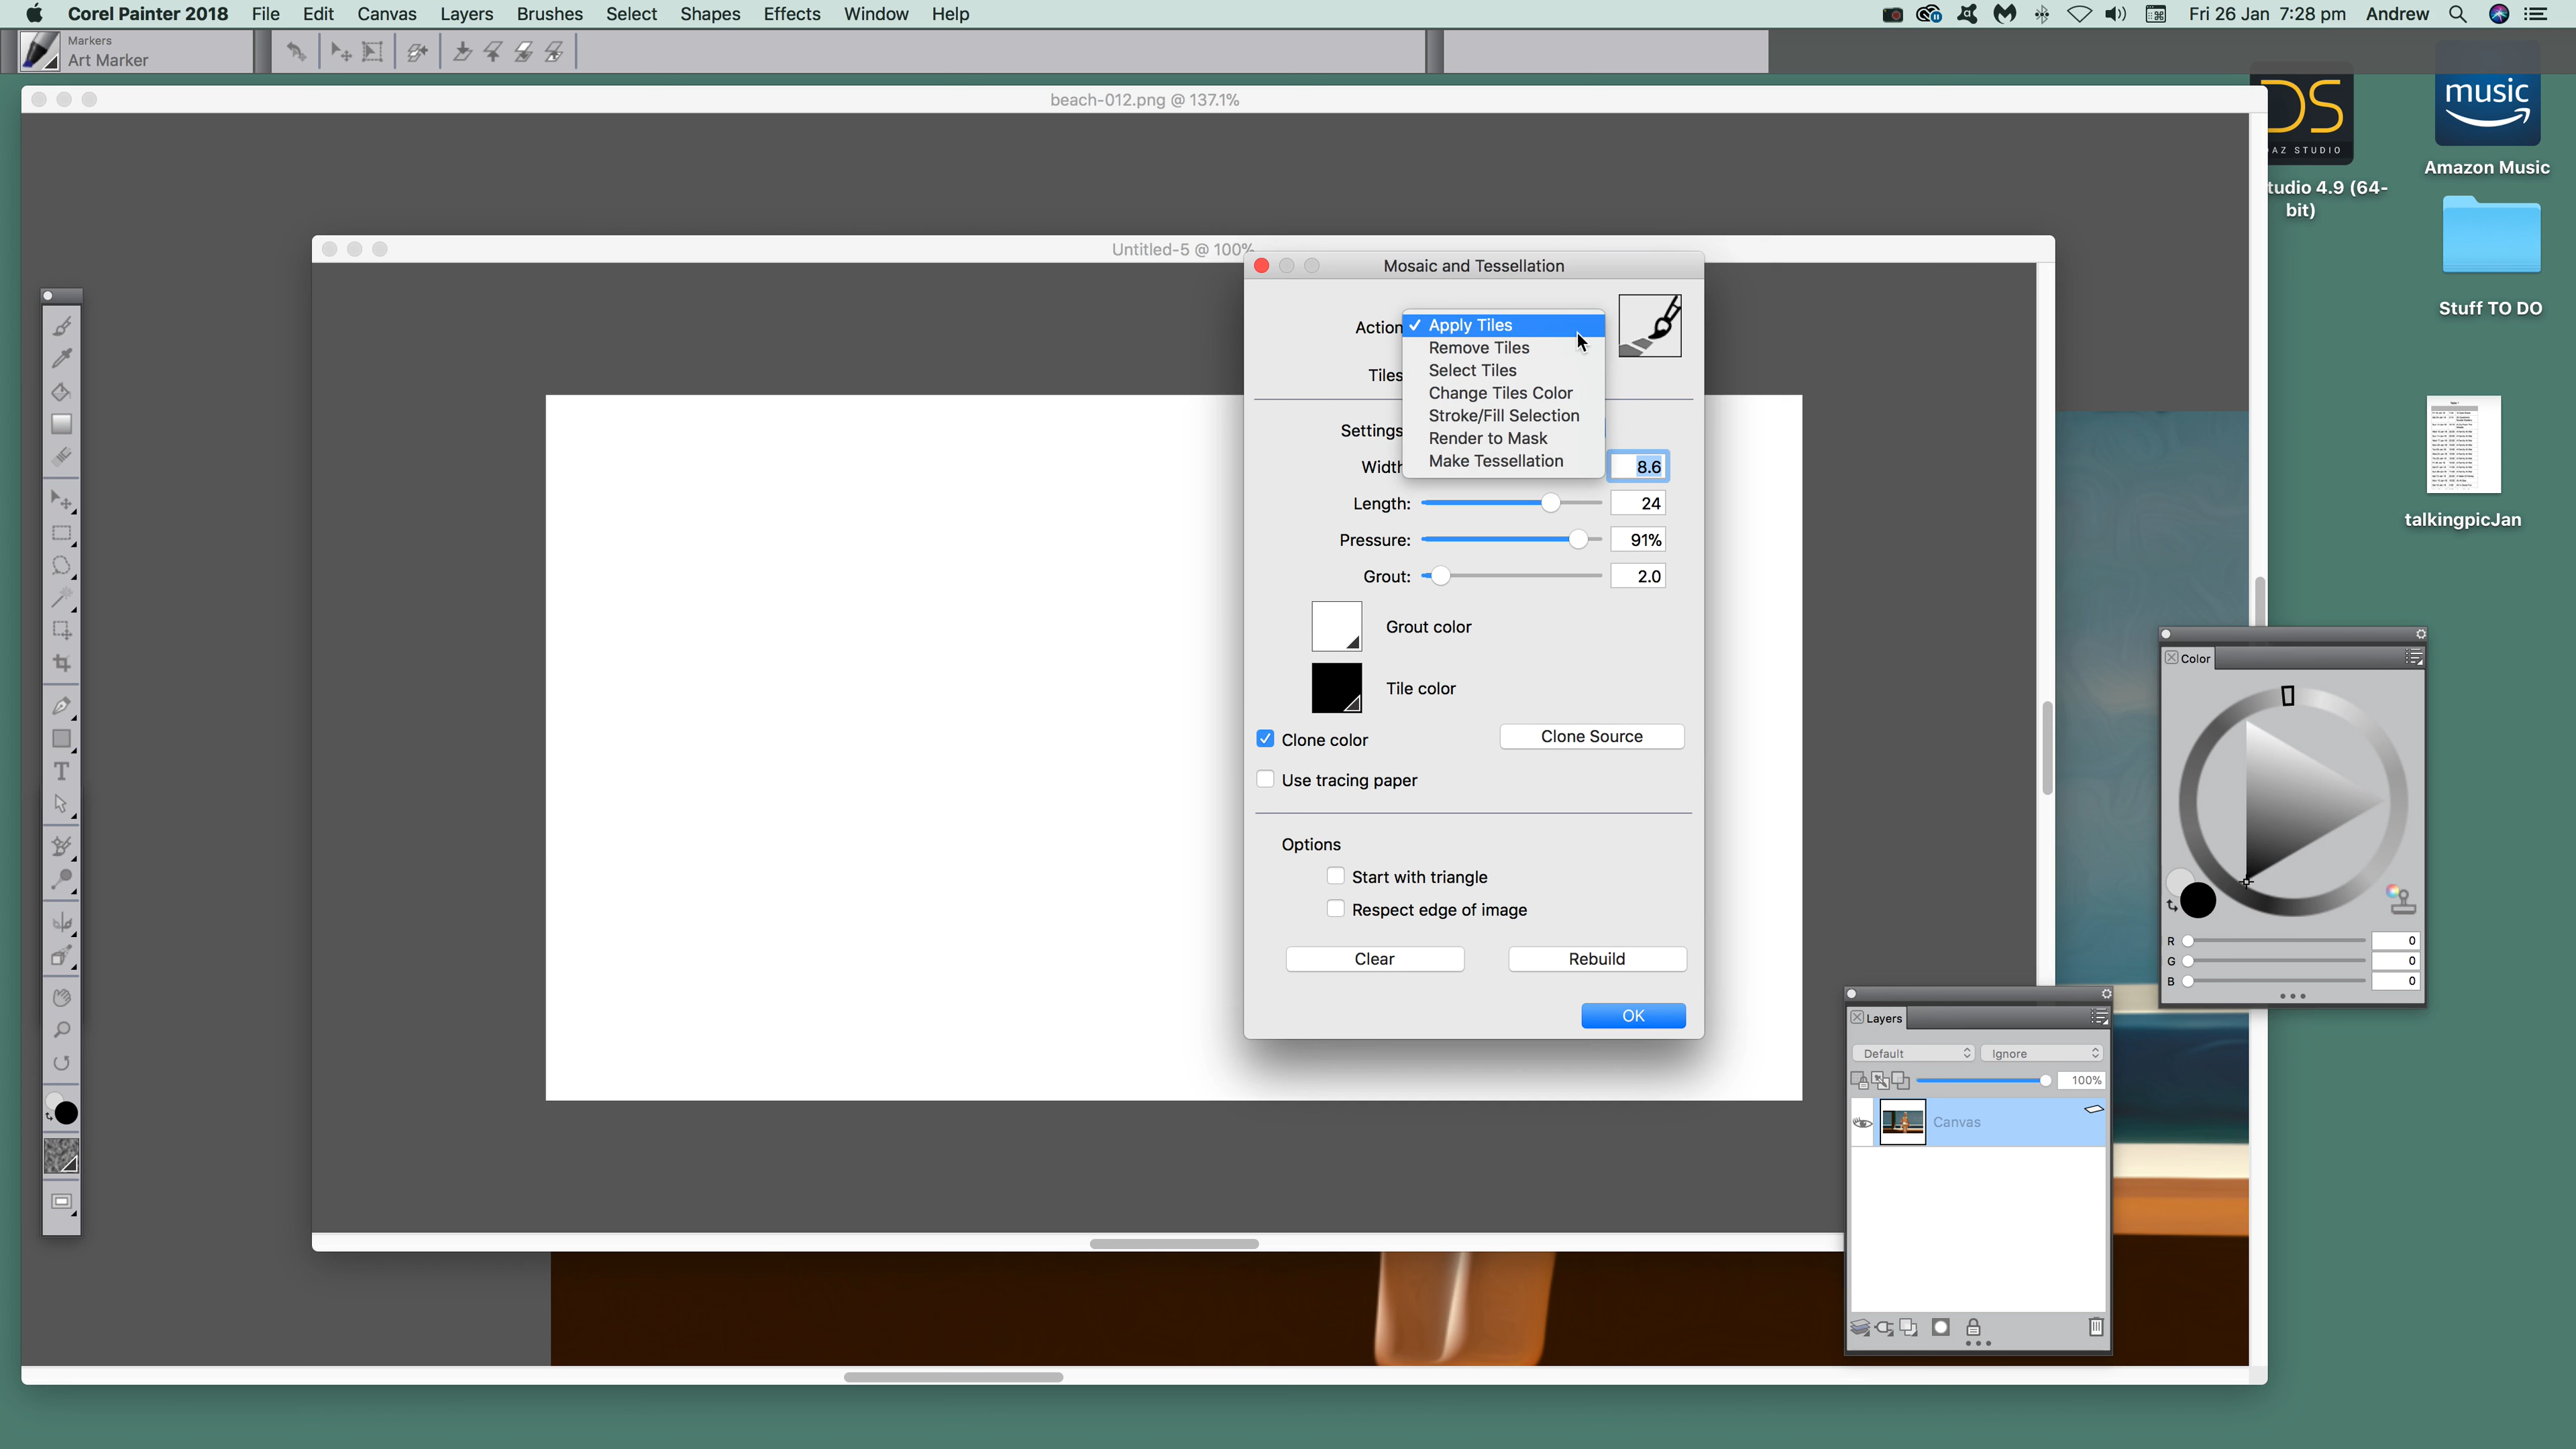 Corel Painter 2018 File Edit Canvas Layers Brushes Select Shapes Effects Window Help Fri 26 Jan 7:28 pm Andrew
Markers
Art Marker
beach-012.png @ 137.1%
DS
AZ STUDIO
tudio 4.9 (64-
bit)
music
Amazon Music
Stuff TO DO
talkingpicJan
Untitled-5 @ 100%
Mosaic and Tessellation
Action
Apply Tiles
Remove Tiles
Select Tiles
Change Tiles Color
Stroke/Fill Selection
Render to Mask
Make Tessellation
Tiles
Settings
Width 8.6
Length: 24
Pressure: 91%
Grout: 2.0
Grout color
Tile color
Clone color Clone Source
Use tracing paper
Options
Start with triangle
Respect edge of image
Clear Rebuild
OK
T
Color
R 0
G 0
B 0
Layers
Default Ignore
100%
Canvas